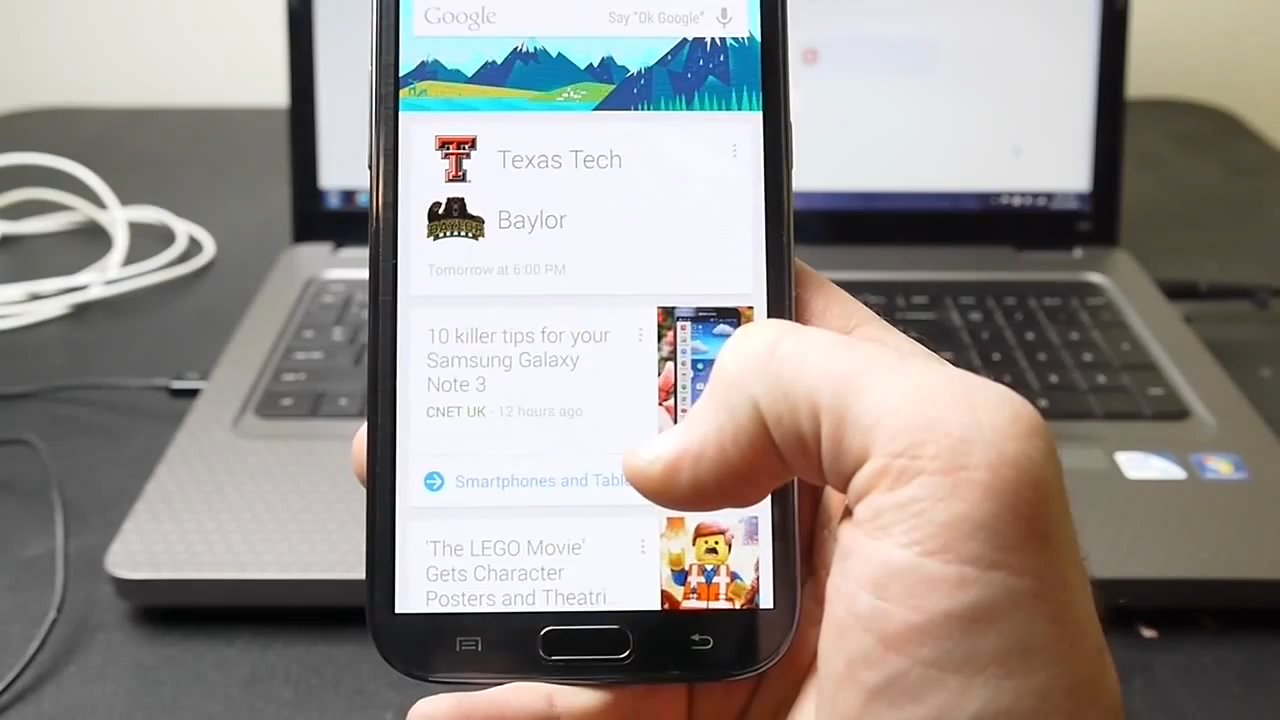 Google
Say "Ok Google"
Texas Tech
BAYLOR
Baylor
Tomorrow at 6:00 PM
10 killer tips for your
Samsung Galaxy
Note 3
CNET UK - 12 hours ago
Smartphones and Tabl
'The LEGO Movie'
Gets Character
Posters and Theatri...